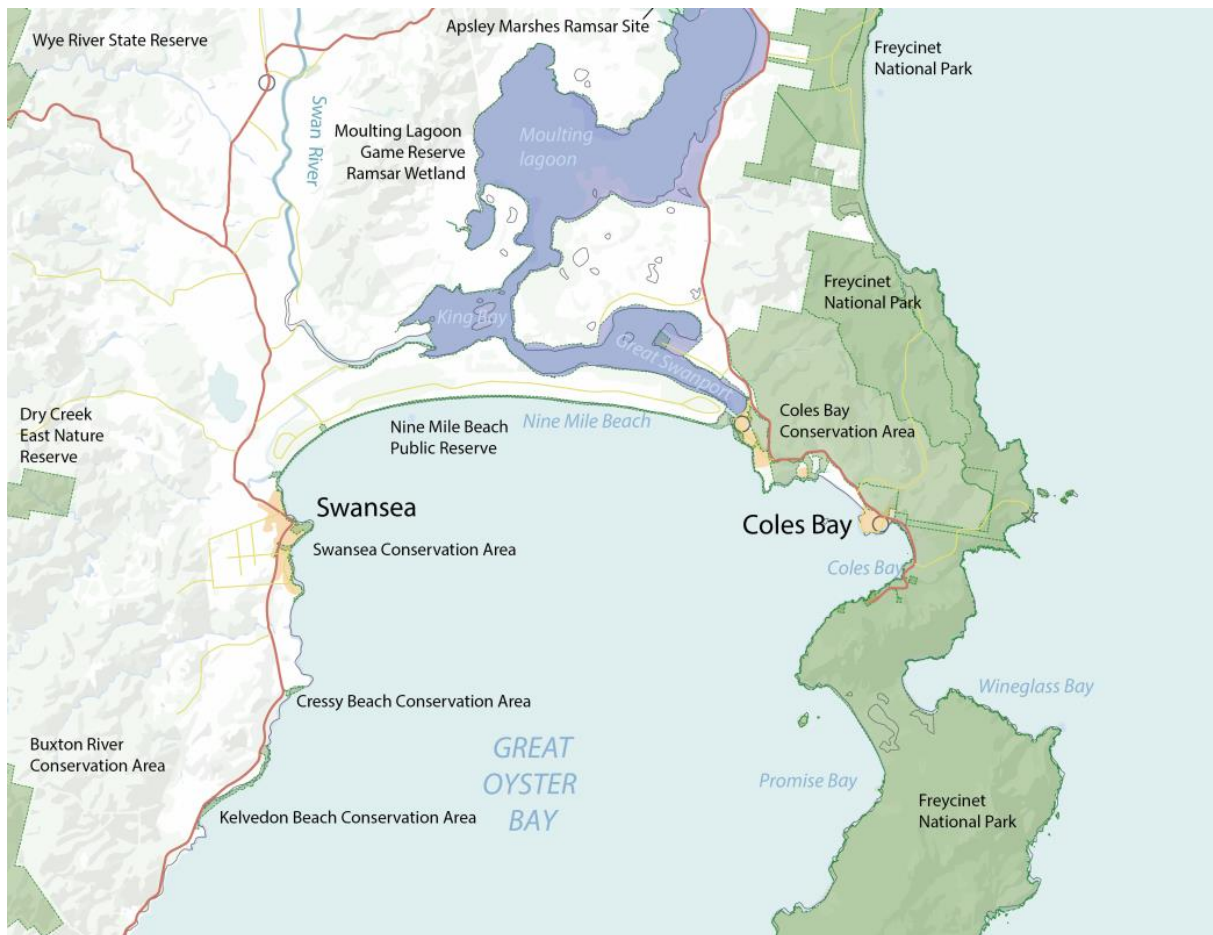 Apsley Marshes Ramsar Site
Wye River State Reserve
Freycinet
National Park
Swan River
Moulting Lagoon
Game Reserve
Ramsar Wetland
Moulting
lagoon
Freycinet
National Park
King Bay
Great Swanport
Dry Creek
East Nature
Reserve
Nine Mile Beach
Public Reserve
Nine Mile Beach
Coles Bay
Conservation Area
Swansea
Swansea Conservation Area
Coles Bay
Coles Bay
Wineglass Bay
Cressy Beach Conservation Area
Buxton River
Conservation Area
GREAT
OYSTER
BAY
Promise Bay
Freycinet
National Park
Kelvedon Beach Conservation Area